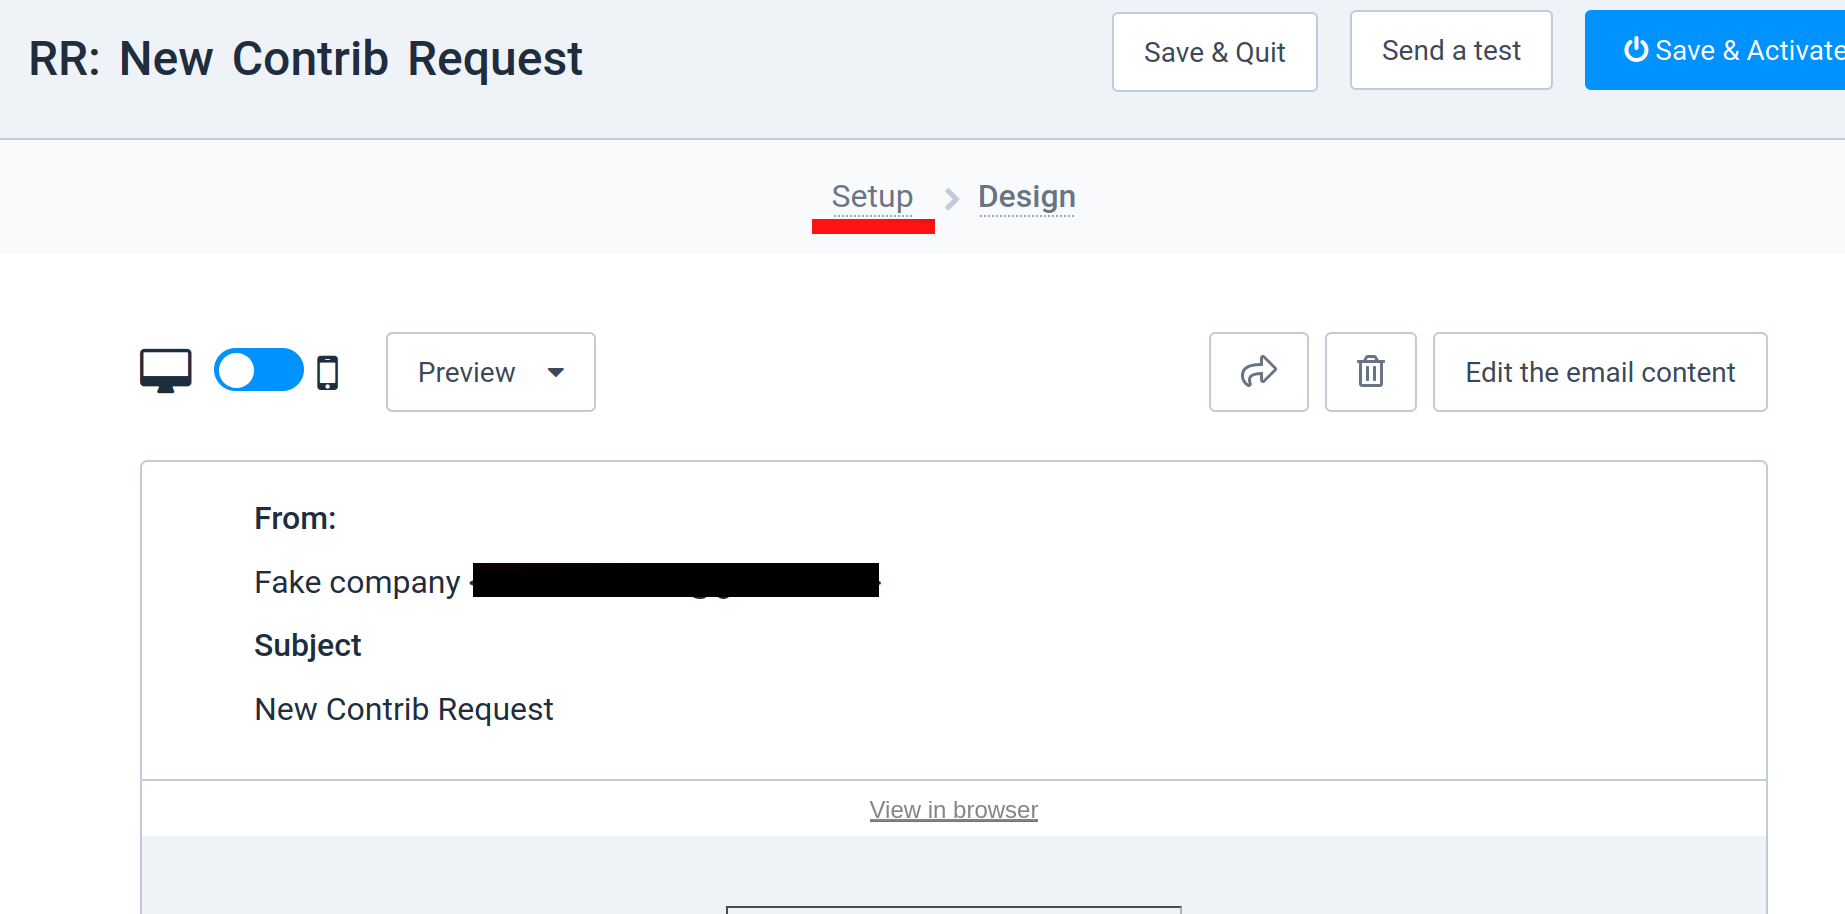 RR: New Contrib Request
Save & Quit
Send a test
Save & Activate
Setup
Design
Preview
Edit the email content
From:
Fake company
Subject
New Contrib Request
View in browser